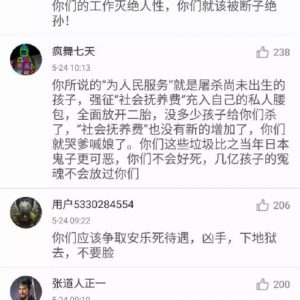 你们的工作灭绝人性，你们就该被断子绝
孙！
疯舞七天
238
5-24 10:13
你所说的“为人民服务”就是屠杀尚未出生的
孩子，强征“社会抚养费”充入自己的私人腰
包，全面放开二胎，没多少孩子给你们杀
了，“社会抚养费”也没有新的增加了，你们
就哭爹喊娘了。你们这些垃圾比当年日本
鬼子更可恶，你们不会好死，几亿孩子的冤
魂不会放过你们
用户5330284554
206
5-24 09:22
你们应该争取安乐死待遇，凶手，下地狱
去，不要脸
张道人正一
200